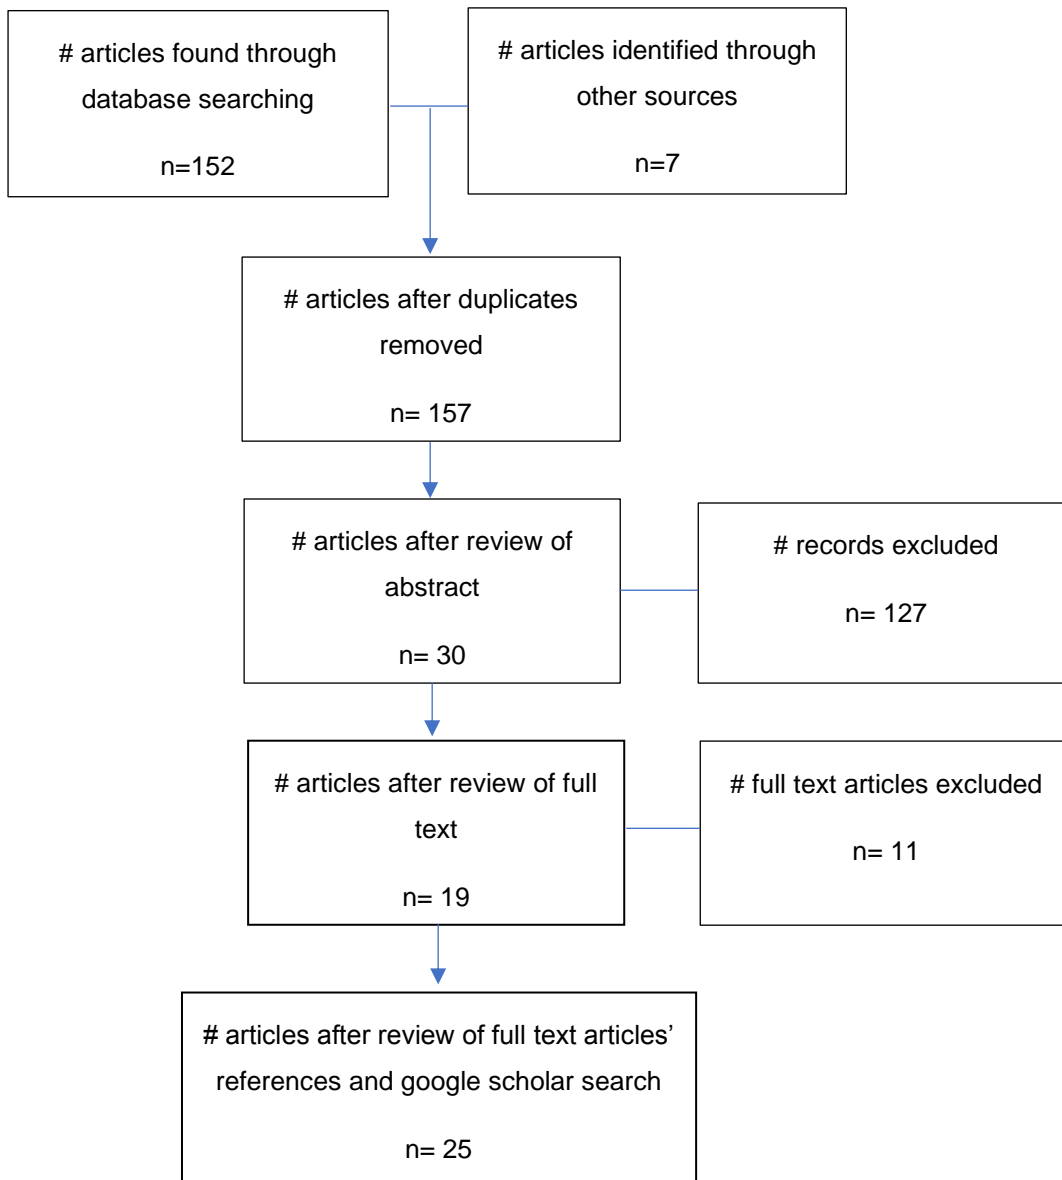 # articles found through
database searching
n=152
# articles identified through
other sources
n=7
# articles after duplicates
removed
n= 157
# articles after review of
abstract
n= 30
# records excluded
n= 127
# articles after review of full
text
n= 19
# full text articles excluded
n= 11
# articles after review of full text articles’
references and google scholar search
n= 25